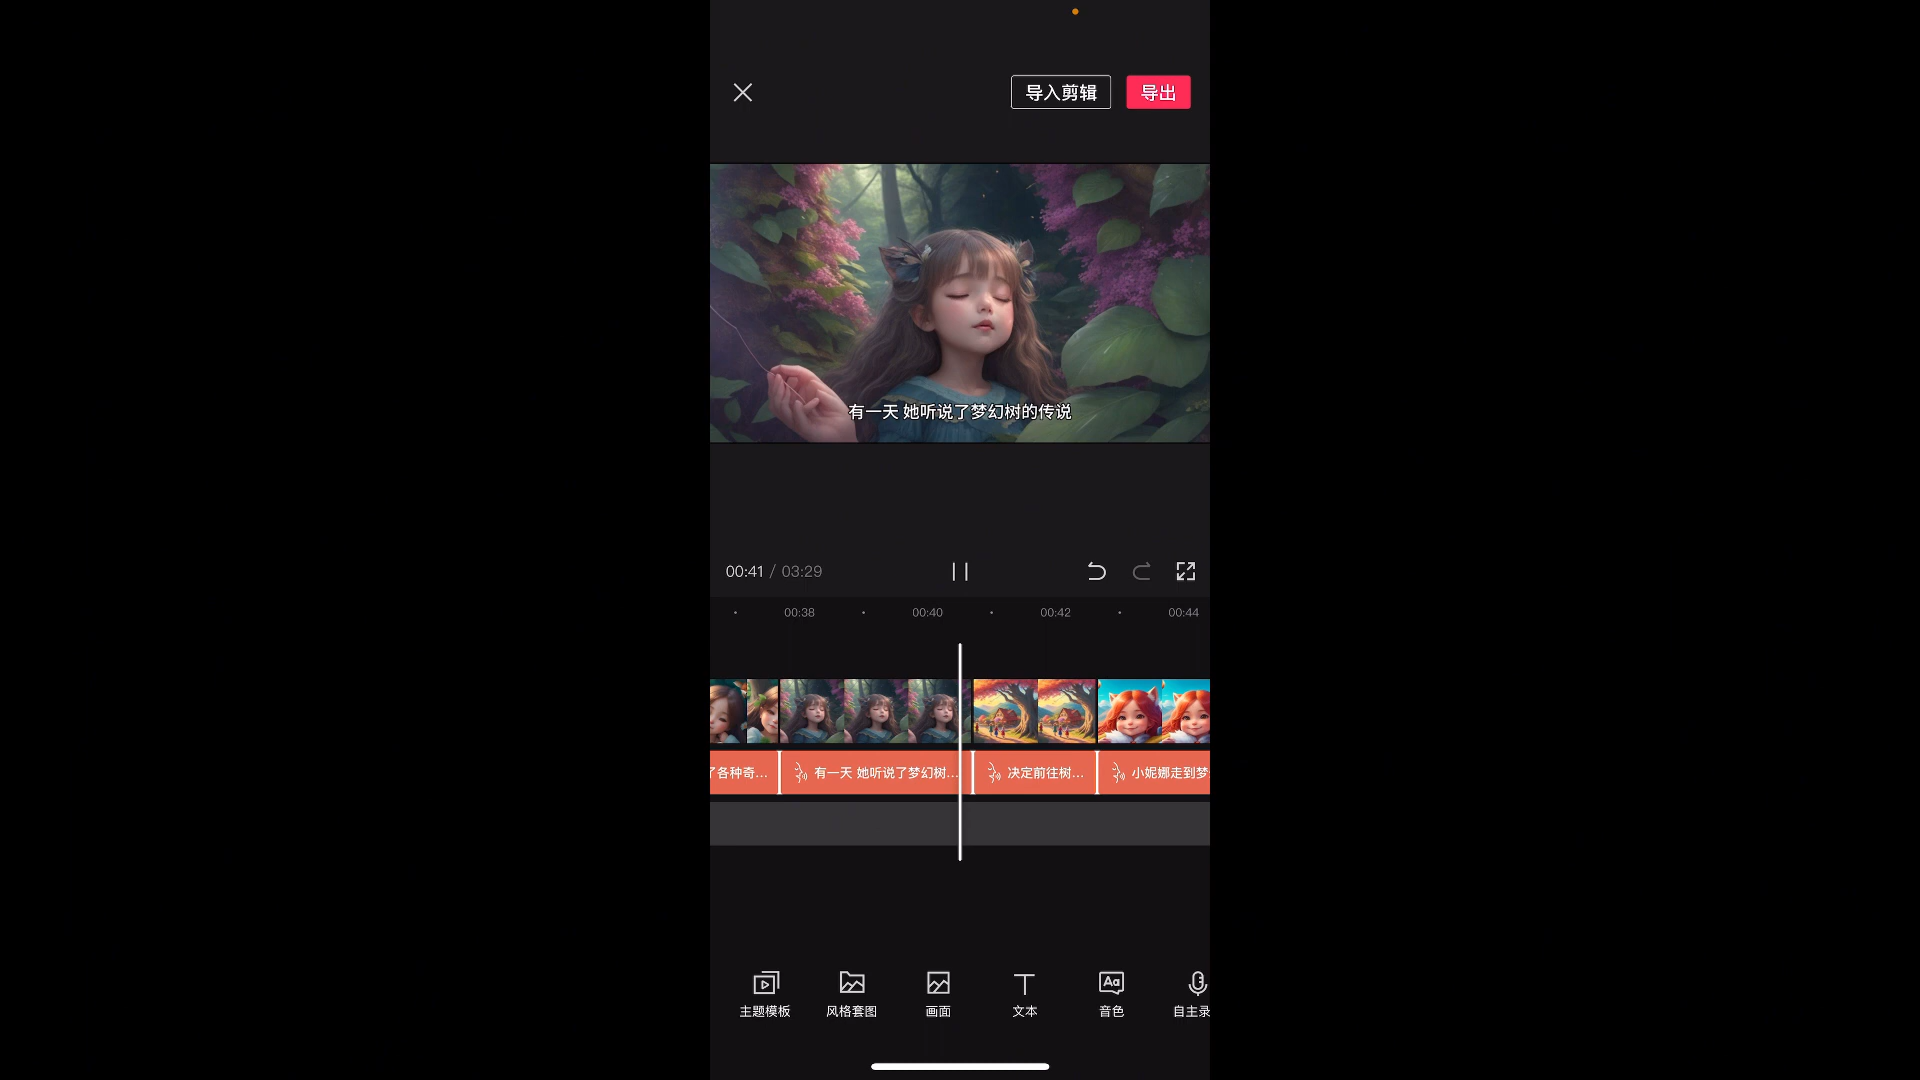 导入剪辑 导出
有一天 她听说了梦幻树的传说
00:41 / 03:29
00:38 00:40 00:42 00:44
了各种奇... 有一天 她听说了梦幻树... 决定前往树... 小妮娜走到梦
主题模板 风格套图 画面 文本 音色 自主录